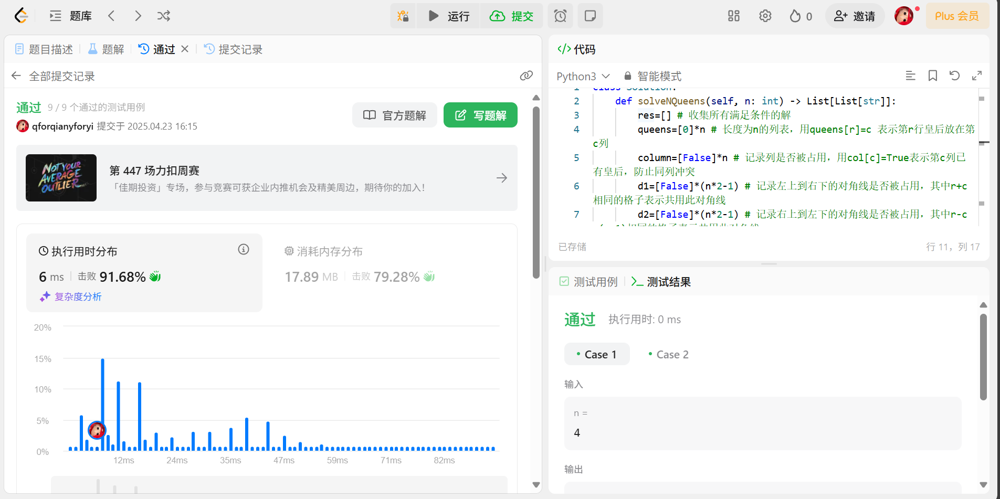 题库
运行
提交
0
邀请
Plus 会员
题目描述
题解
通过
提交记录
全部提交记录
通过 9 / 9 个通过的测试用例
官方题解
写题解
qforqianyforyi 提交于 2025.04.23 16:15
NOT YOUR
AVERAGE
OUTLIER
第 447 场力扣周赛
「佳期投资」专场，参与竞赛可获企业内推机会及精美周边，期待你的加入！
执行用时分布
6 ms 击败 91.68%
复杂度分析
消耗内存分布
17.89 MB 击败 79.28%
20%
15%
10%
5%
0%
12ms 24ms 35ms 47ms 59ms 71ms 82ms
代码
Python3 智能模式
1 class Solution:
2 def solveNQueens(self, n: int) -> List[List[str]]:
3 res=[] # 收集所有满足条件的解
4 queens=[0]*n # 长度为n的列表，用queens[r]=c 表示第r行皇后放在第
c列
5 column=[False]*n # 记录列是否被占用，用col[c]=True表示第c列已
有皇后，防止同列冲突
6 d1=[False]*(n*2-1) # 记录左上到右下的对角线是否被占用，其中r+c
相同的格子表示共用此对角线
7 d2=[False]*(n*2-1) # 记录右上到左下的对角线是否被占用，其中r-c
相同的格子表示共用此对角线
已存储
行 11，列 17
测试用例
测试结果
通过 执行用时: 0 ms
Case 1
Case 2
输入
n =
4
输出